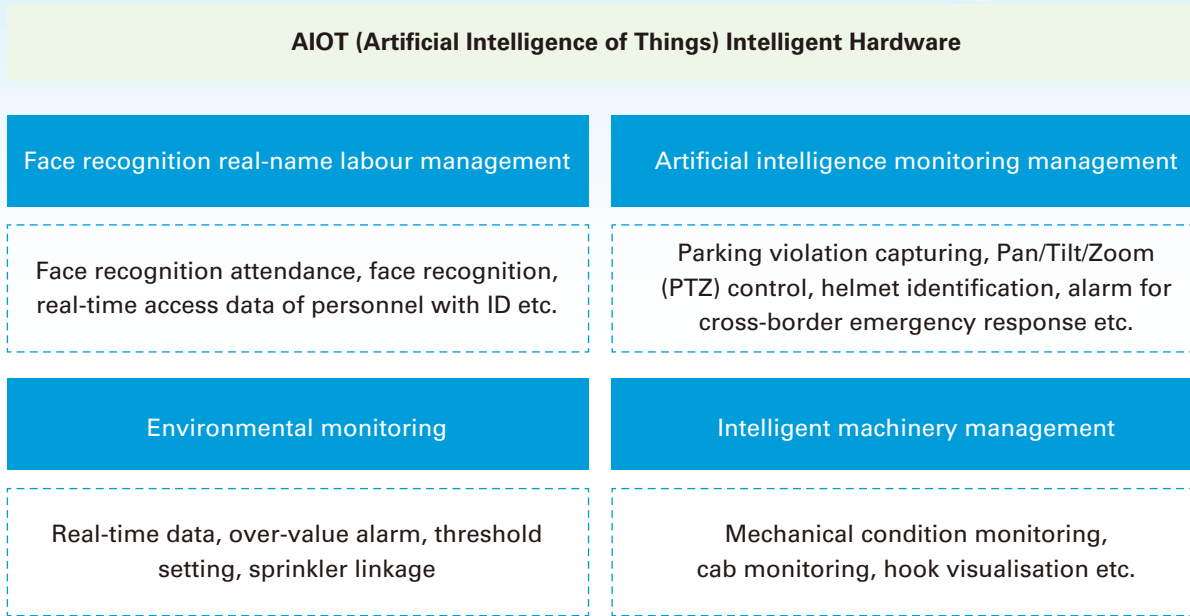 AIOT (Artificial Intelligence of Things) Intelligent Hardware
Face recognition real-name labour management
Face recognition attendance, face recognition,
real-time access data of personnel with ID etc.
Artificial intelligence monitoring management
Parking violation capturing, Pan/Tilt/Zoom
(PTZ) control, helmet identification, alarm for
cross-border emergency response etc.
Environmental monitoring
Real-time data, over-value alarm, threshold
setting, sprinkler linkage
Intelligent machinery management
Mechanical condition monitoring,
cab monitoring, hook visualisation etc.